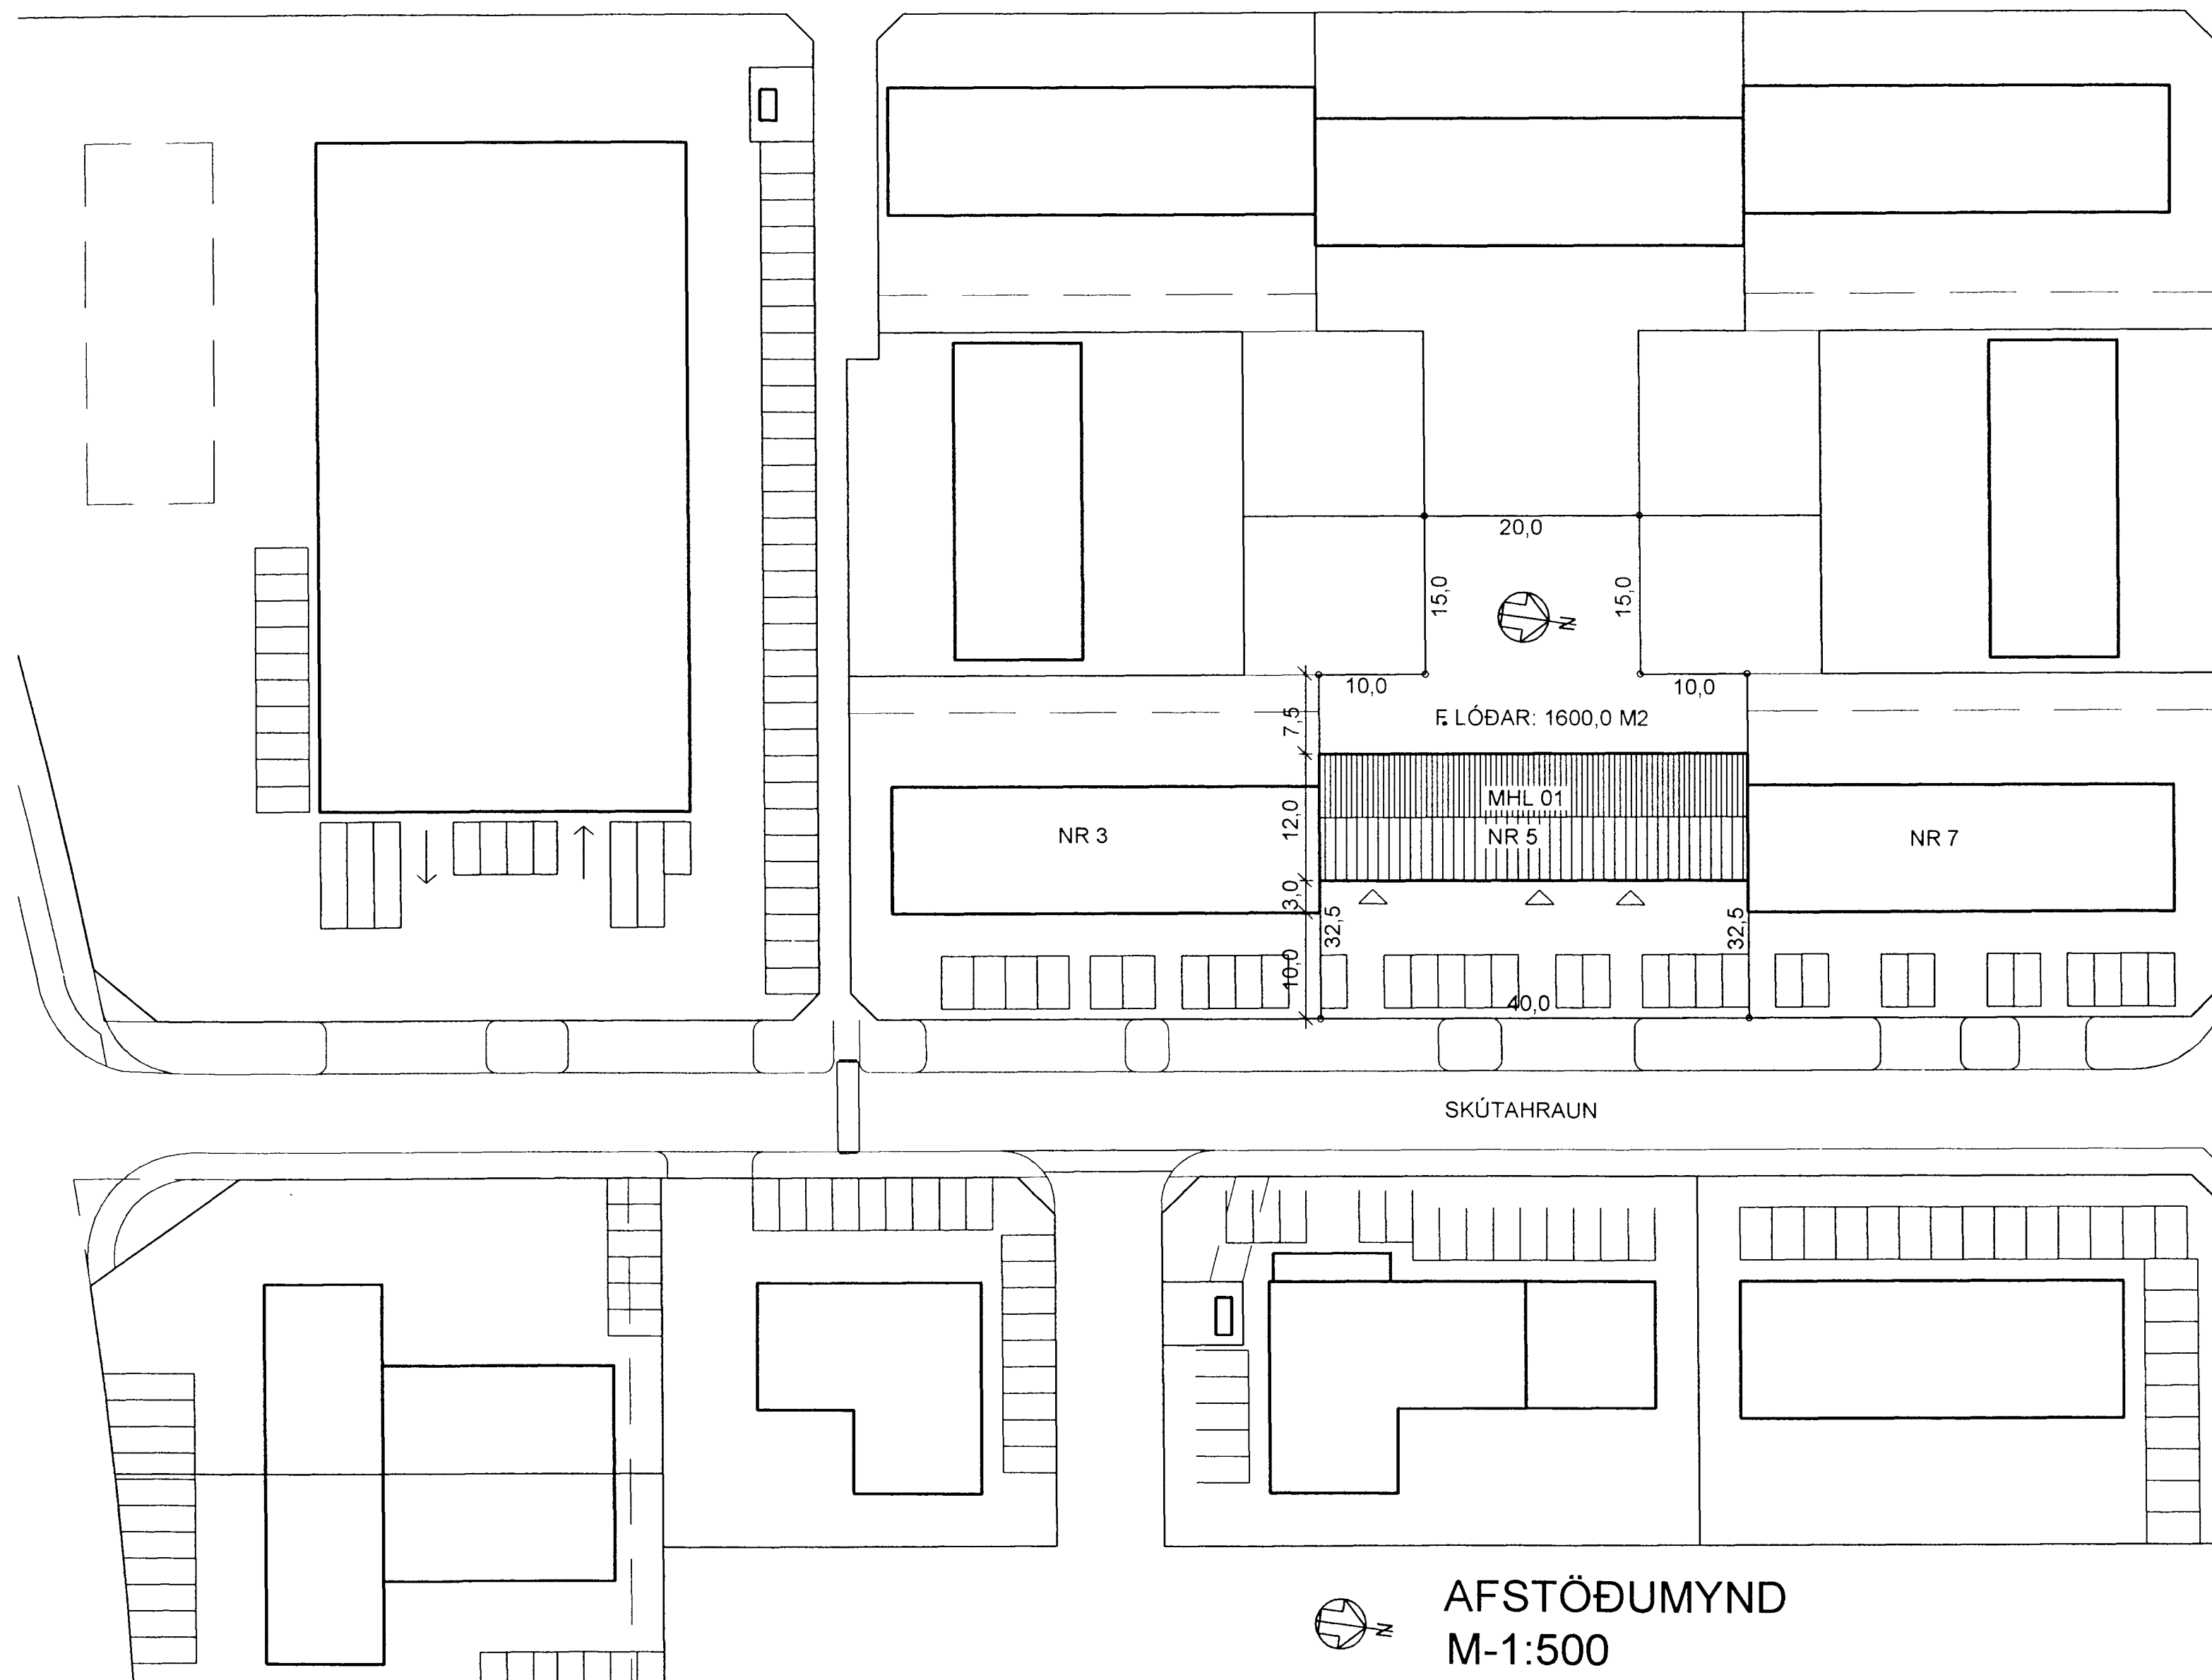 20,0
15,0
15,0
N
10,0
10,0
7,5
F. LÓÐAR: 1600,0 M2
MHL 01
12,0
NR 3
NR 5
NR 7
3,0
32,5
32,5
10,0
40,0
SKÚTAHRAUN
AFSTÖÐUMYND
N
M-1:500